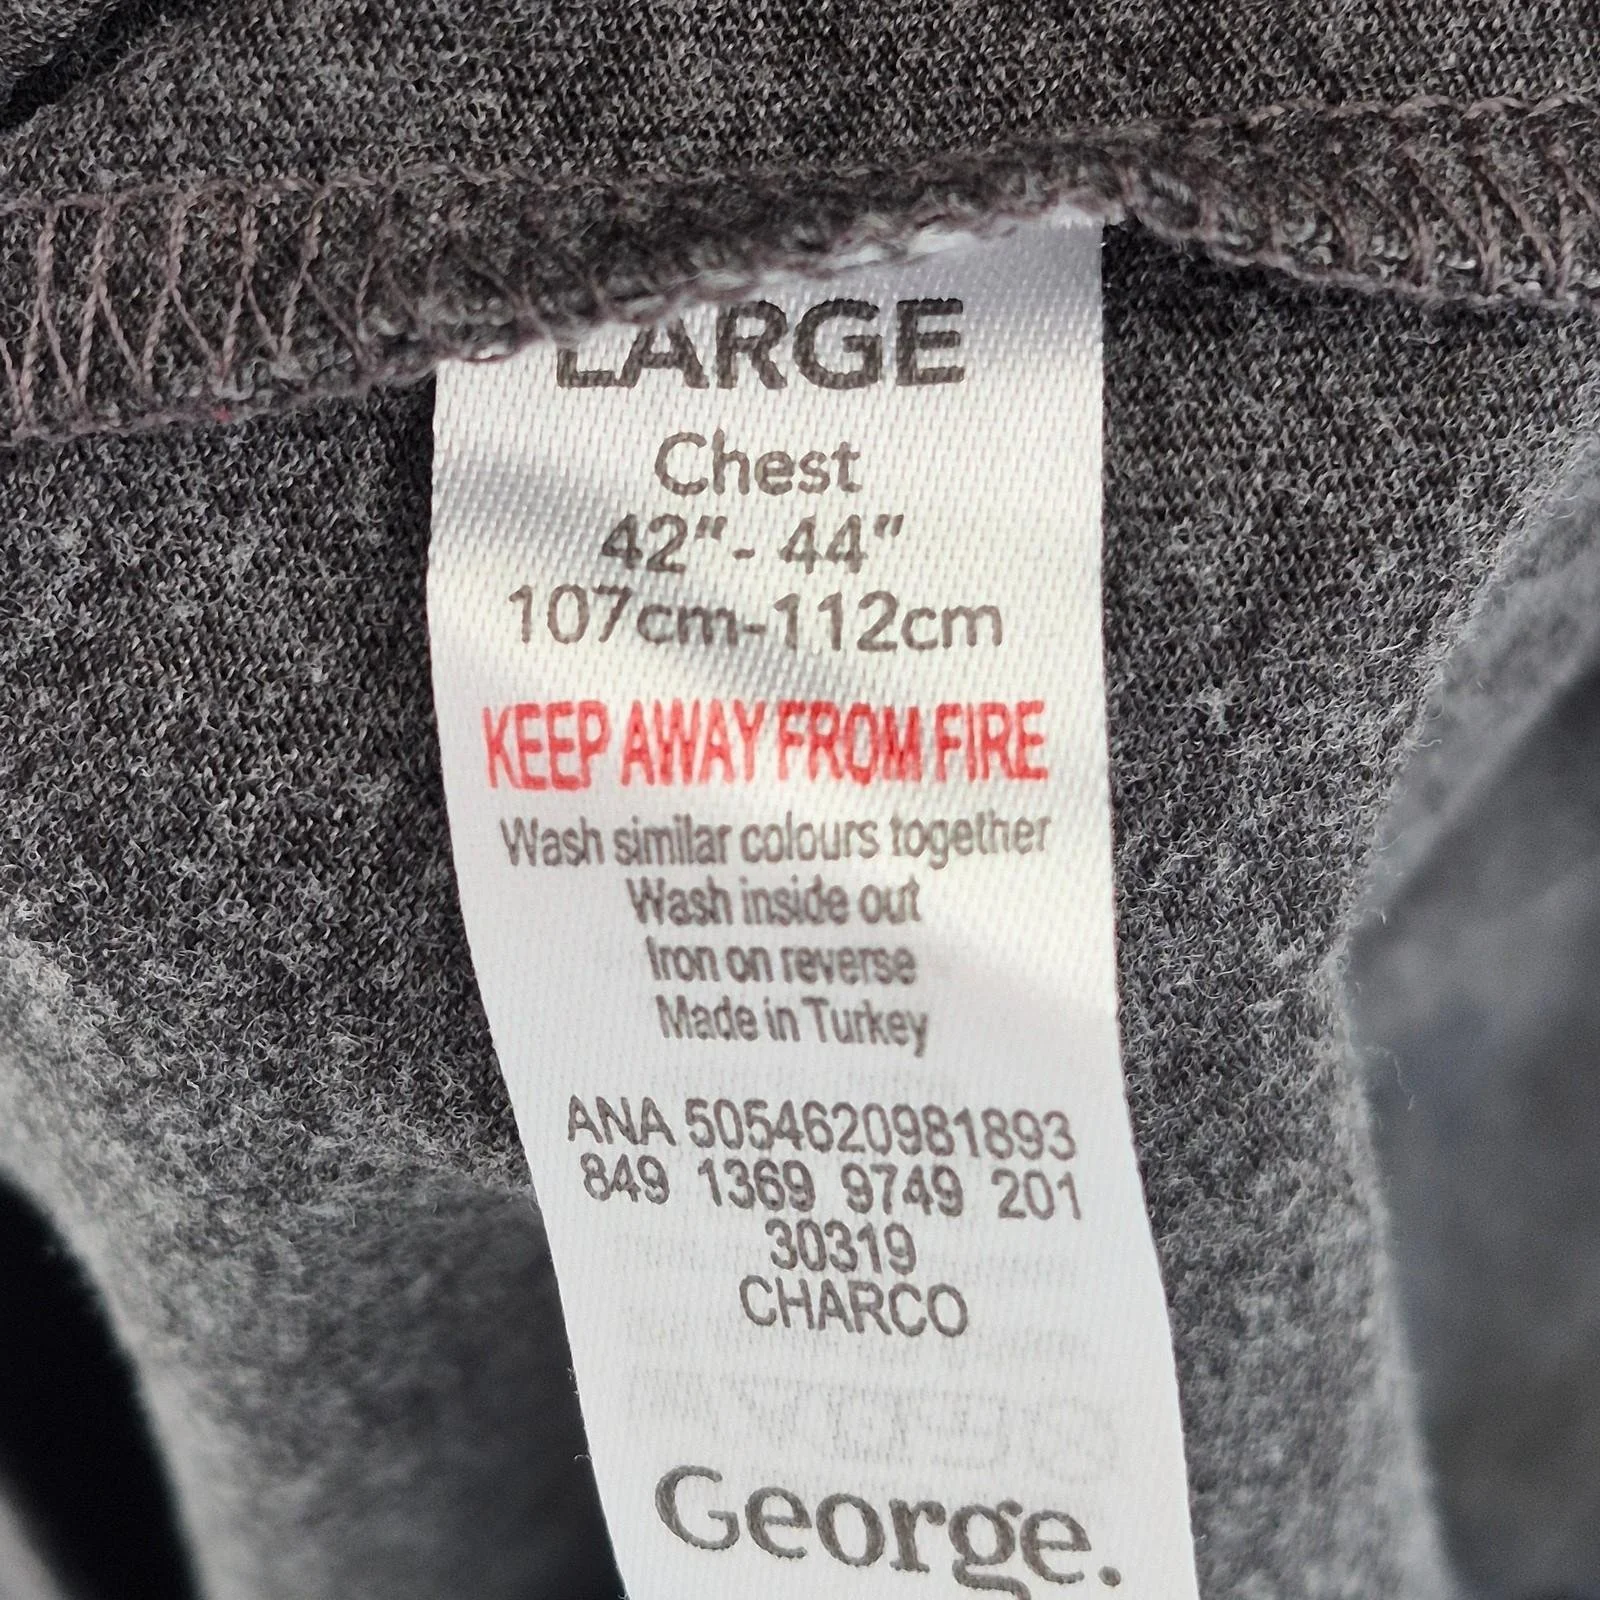 LARGE
Chest
42"- 44"
107cm-112cm
KEEP AWAY FROM FIRE
Wash similar colours together
Wash inside out
Iron on reverse
Made in Turkey
ANA 5054620981893
849 1369 9749 201
30319
CHARCO
George.